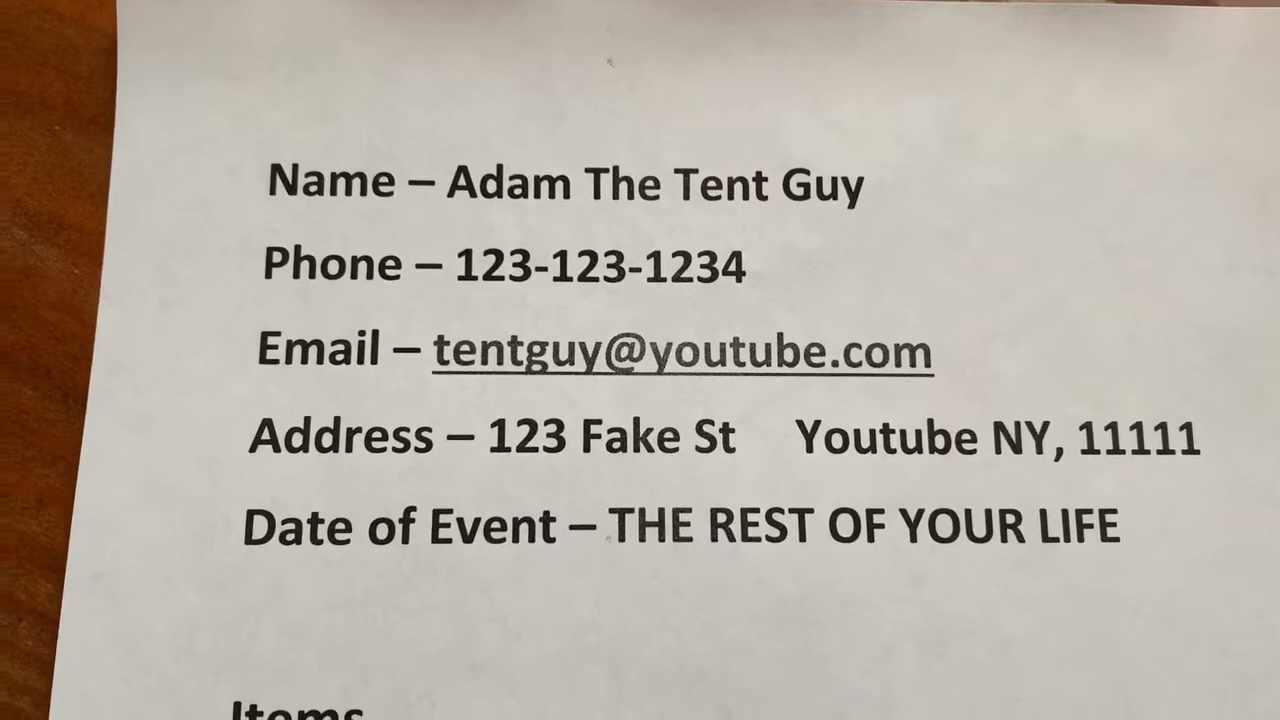 Name – Adam The Tent Guy
Phone – 123-123-1234
Email – tentguy@youtube.com
Address – 123 Fake St Youtube NY, 11111
Date of Event – THE REST OF YOUR LIFE
Items